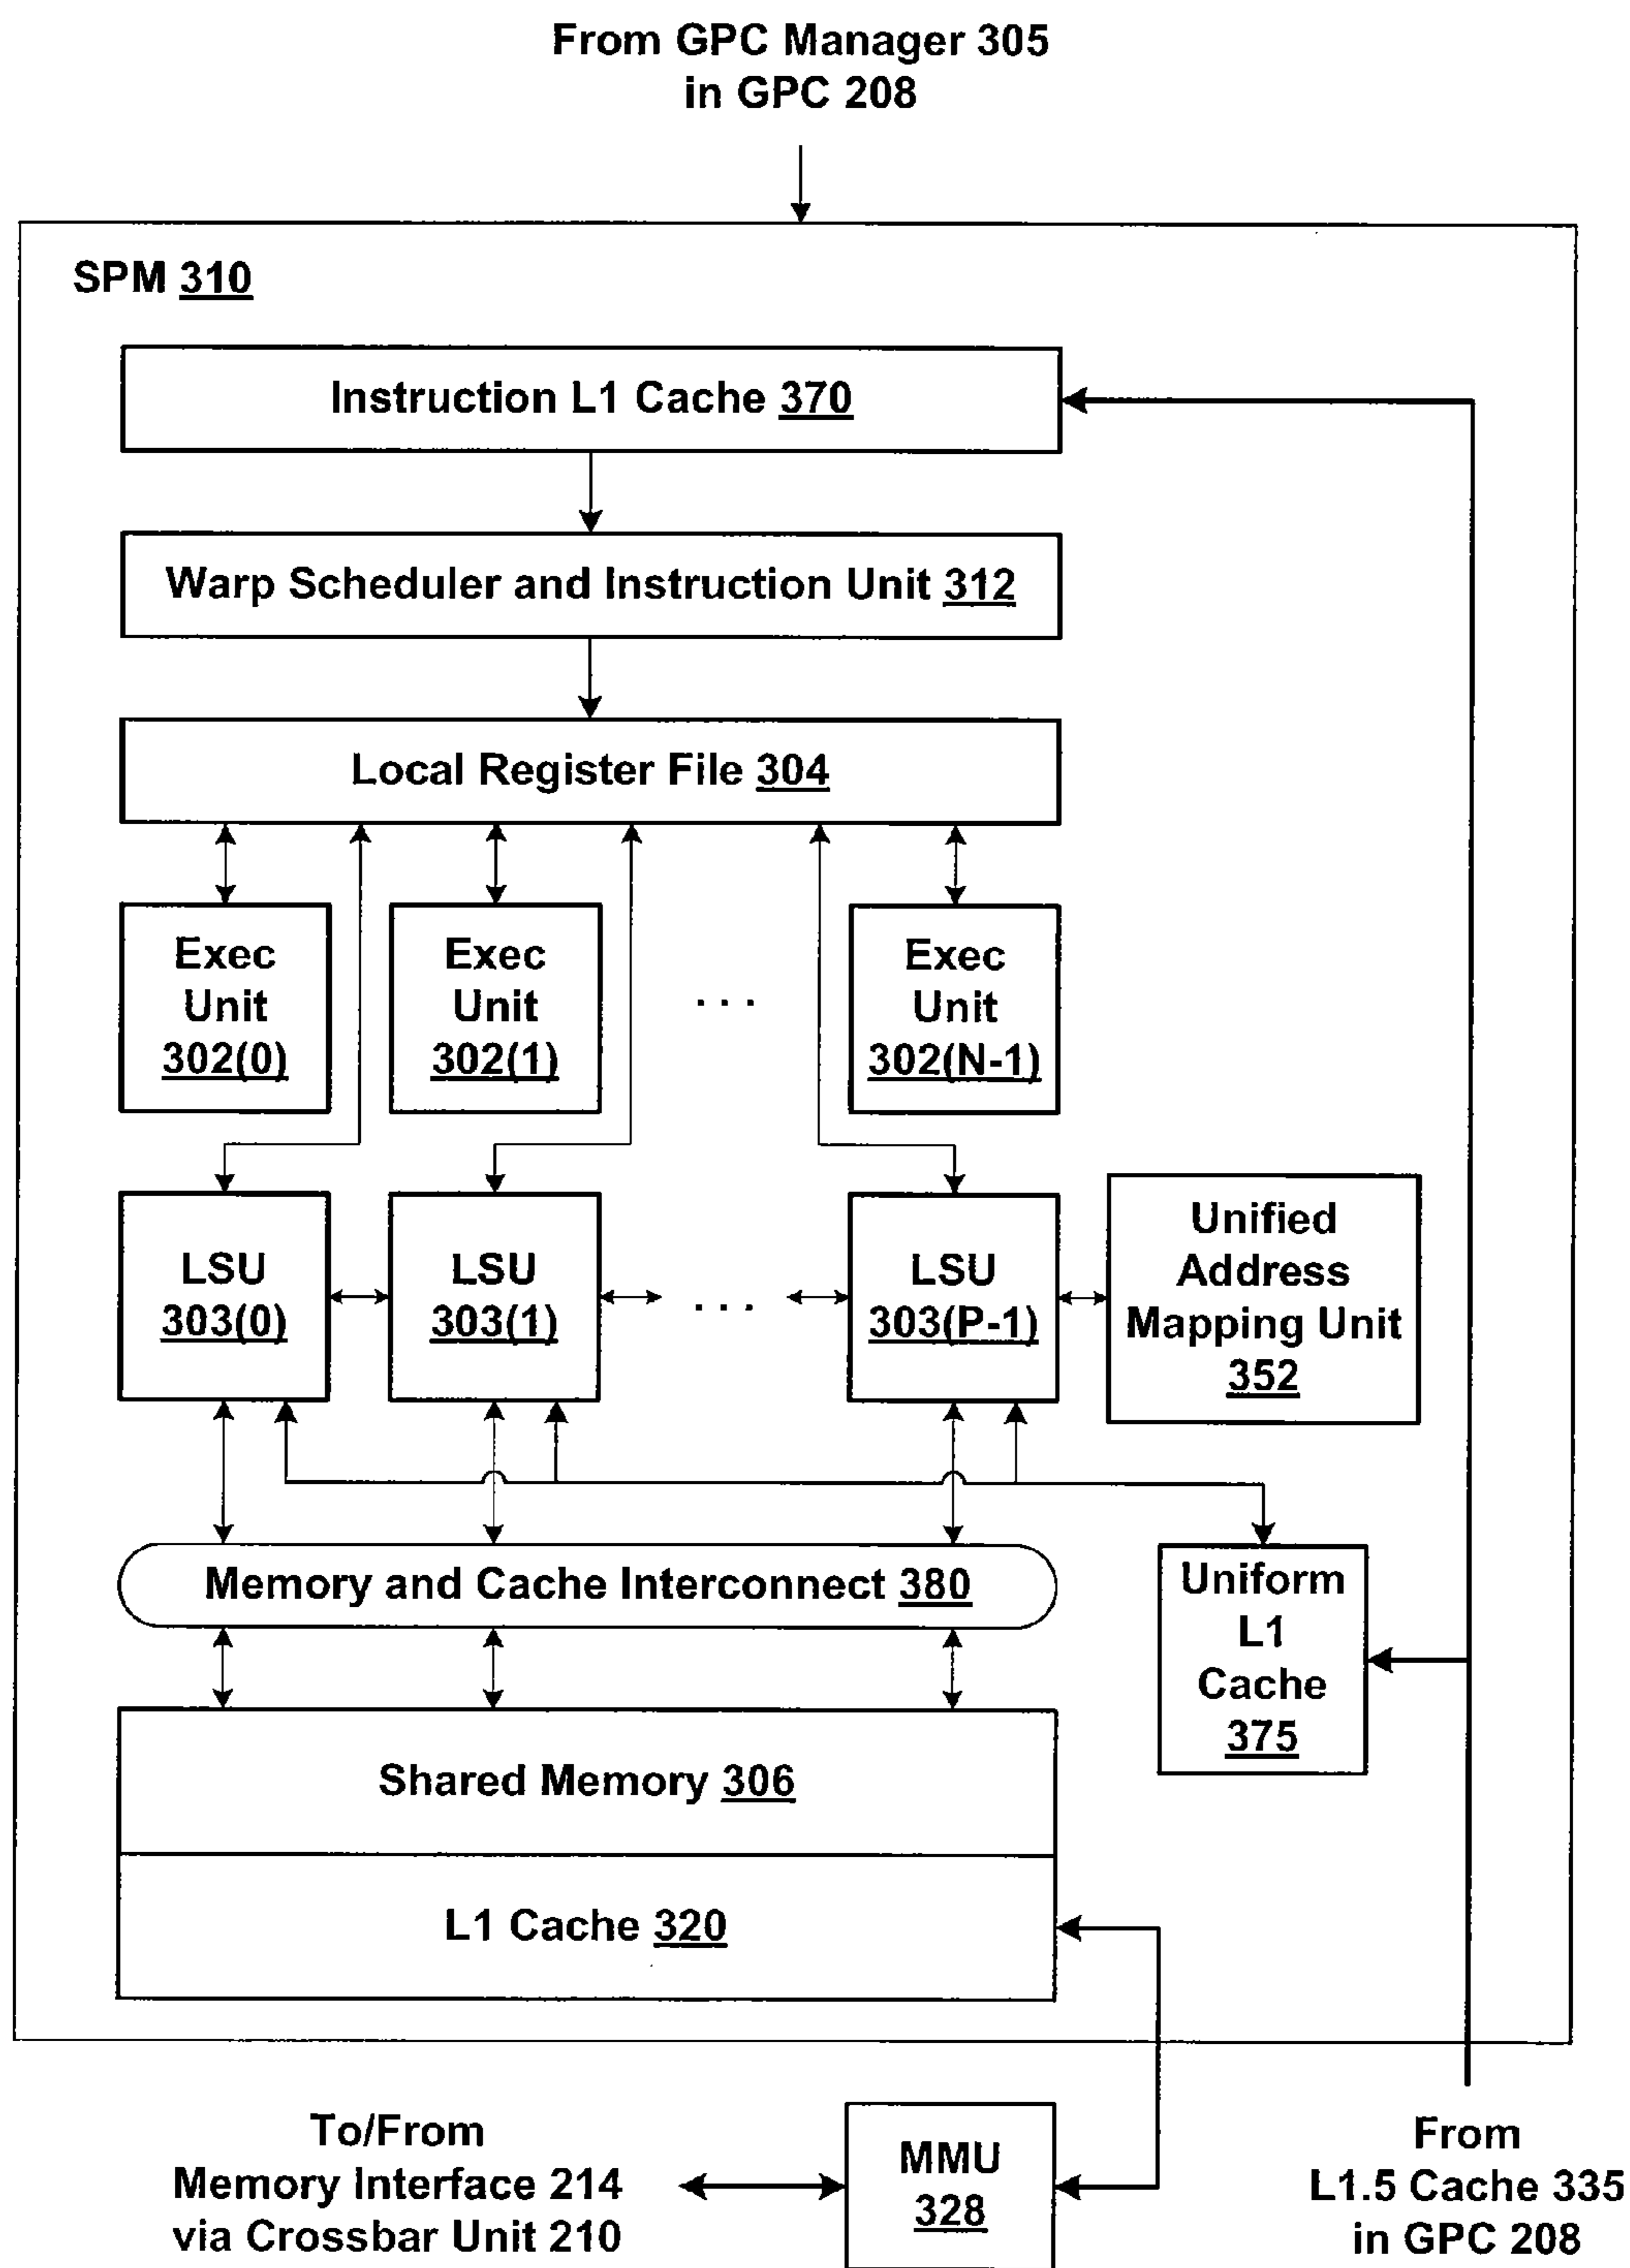 From GPC Manager 305
in GPC 208
SPM 310
Instruction L1 Cache 370
Warp Scheduler and Instruction Unit 312
Local Register File 304
Exec
Unit
302(0)
Exec
Unit
302(1)
. . .
Exec
Unit
302(N-1)
LSU
303(0)
LSU
303(1)
. . .
LSU
303(P-1)
Unified
Address
Mapping Unit
352
Memory and Cache Interconnect 380
Uniform
L1
Cache
375
Shared Memory 306
L1 Cache 320
To/From
Memory Interface 214
via Crossbar Unit 210
MMU
328
From
L1.5 Cache 335
in GPC 208